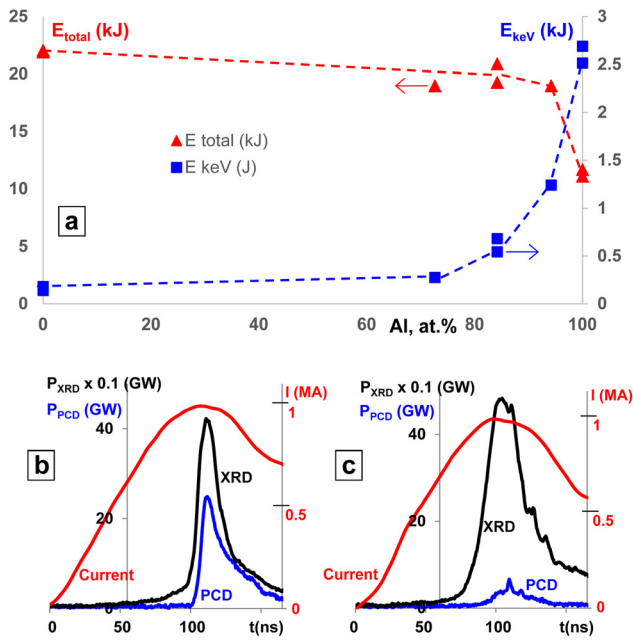 25 E_total (kJ) E_keV (kJ) 3
20 2.5
15 2
E total (kJ)
E keV (J)
1.5
10 1
a
5 0.5
0 0
0 20 40 60 Al, at.% 80 100
P_XRD x 0.1 (GW) I (MA)
P_PCD (GW) 1
40
b
XRD
0.5
20
Current
PCD
0
0 50 100 t(ns)
P_XRD x 0.1 (GW) I (MA)
P_PCD (GW) 1
40
c
0.5
20
XRD
Current
PCD
0
0 50 100 t(ns)